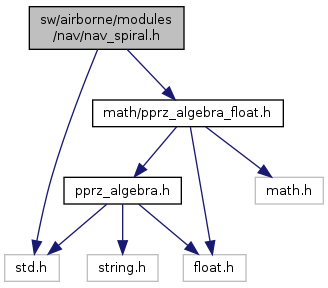 sw/airborne/modules
/nav/nav_spiral.h
math/pprz_algebra_float.h
pprz_algebra.h
math.h
std.h
string.h
float.h